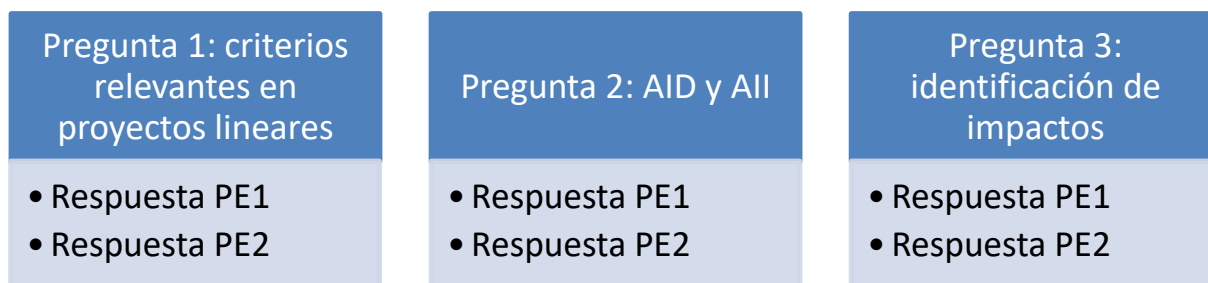 Pregunta 1: criterios
relevantes en
proyectos lineares
• Respuesta PE1
• Respuesta PE2
Pregunta 2: AID y AII
• Respuesta PE1
• Respuesta PE2
Pregunta 3:
identificación de
impactos
• Respuesta PE1
• Respuesta PE2